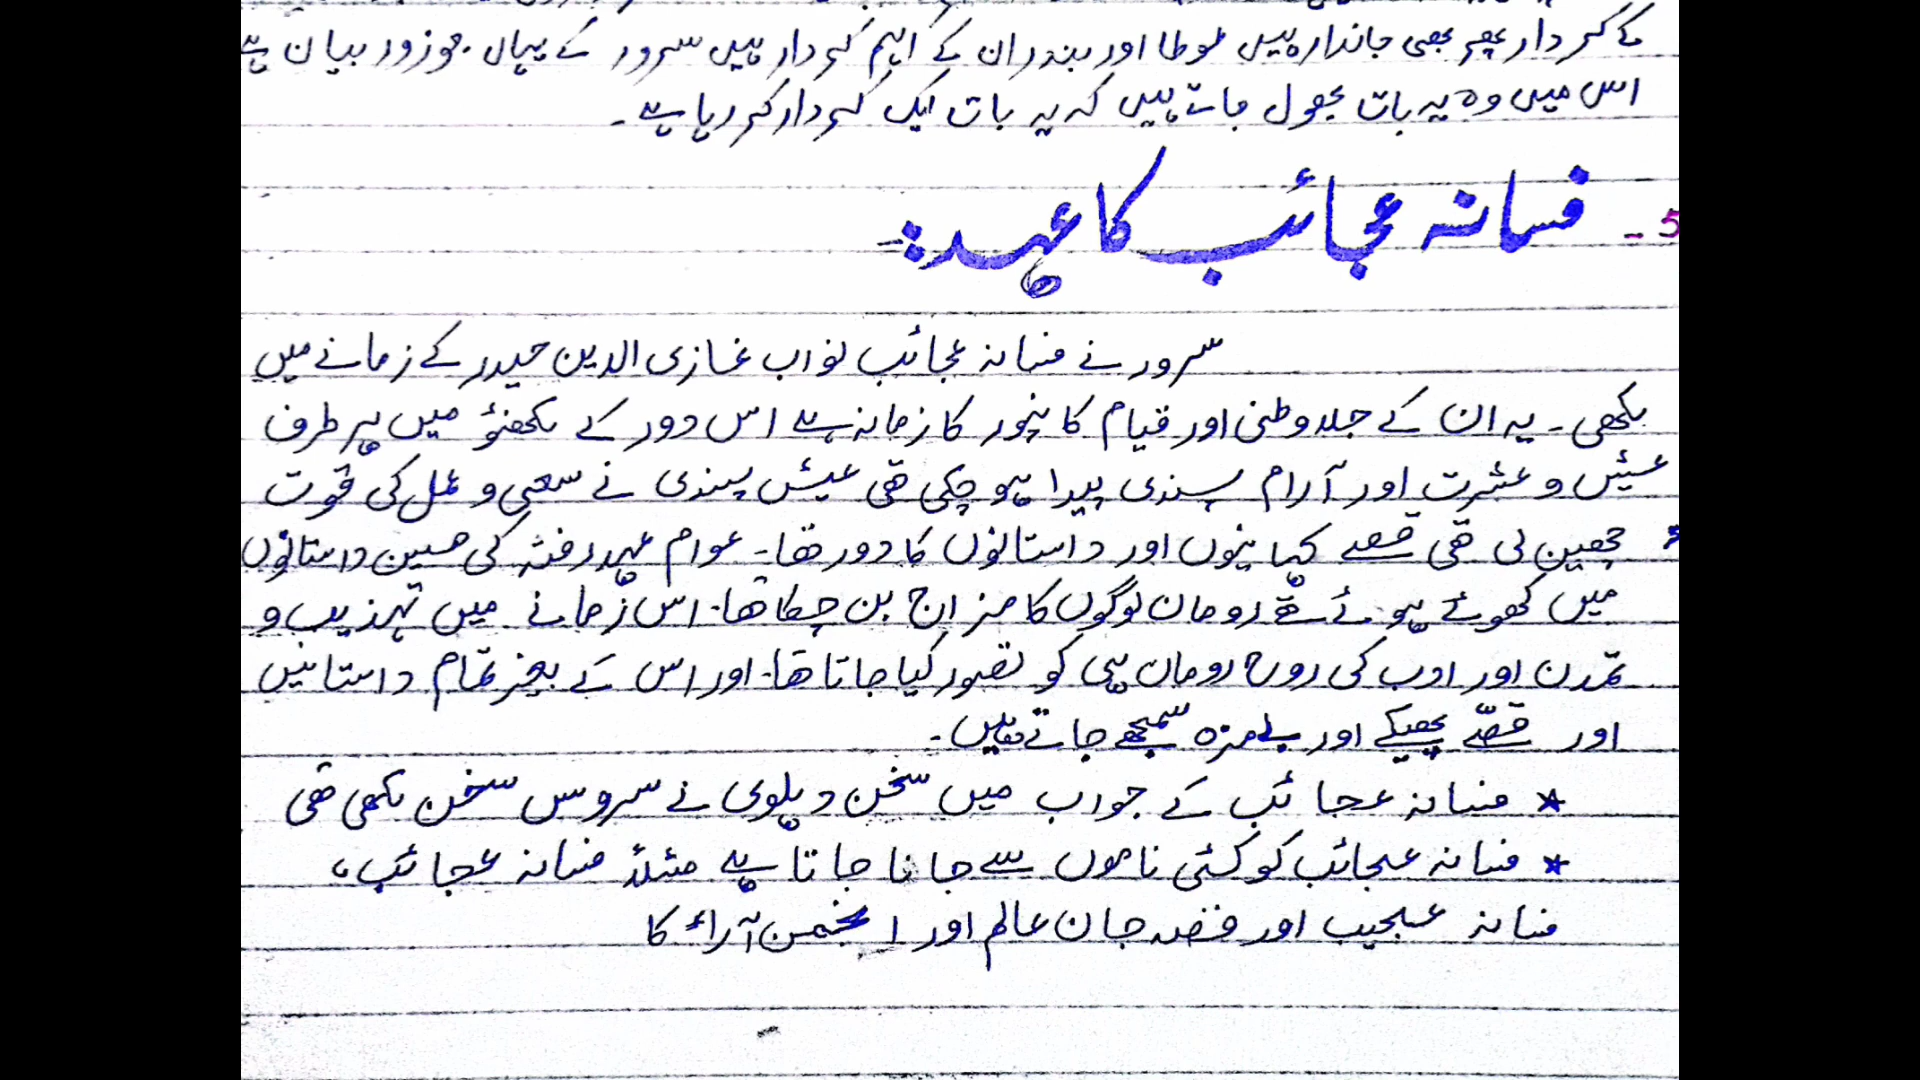 کے کردار پھر بھی جاندار ہیں طوطا اور بندر ان کے اہم کردار ہیں سرور کے یہاں جو زور بیان ہے
اس میں وہ یہ بات بھول جاتے ہیں کہ یہ بات ایک کردار کر رہا ہے۔
5۔ فسانہ عجائب کا عہد:
سرور نے فسانہ عجائب نواب غازی الدین حیدر کے زمانے میں
لکھی۔ یہ ان کے جلاوطنی اور قیام کانپور کا زمانہ ہے اس دور کے لکھنؤ میں ہر طرف
عیش و عشرت اور آرام پسندی پیدا ہو چکی تھی عیش پسندی نے سعی و عمل کی قوت
چھین لی تھی قصے کہانیوں اور داستانوں کا دور تھا۔ عوام عہد رفتہ کی حسین داستانوں
میں کھوئے ہوئے تھے رومان لوگوں کا مزاج بن چکا تھا۔ اس زمانے میں تہذیب و
تمدن اور ادب کی روح رومان ہی کو تصور کیا جاتا تھا۔ اور اس کے بغیر تمام داستانیں
اور قصّے پھیکے اور بے مزہ سمجھے جاتے
★ فسانہ عجائب کے جواب میں سخن دہلوی نے سروس سخن لکھی تھی
★ فسانہ عجائب کو کئی ناموں سے جانا جاتا ہے مثلاً فسانہ عجائب،
فسانہ عجیب اور قصہ جان عالم اور انجمن آراء کا